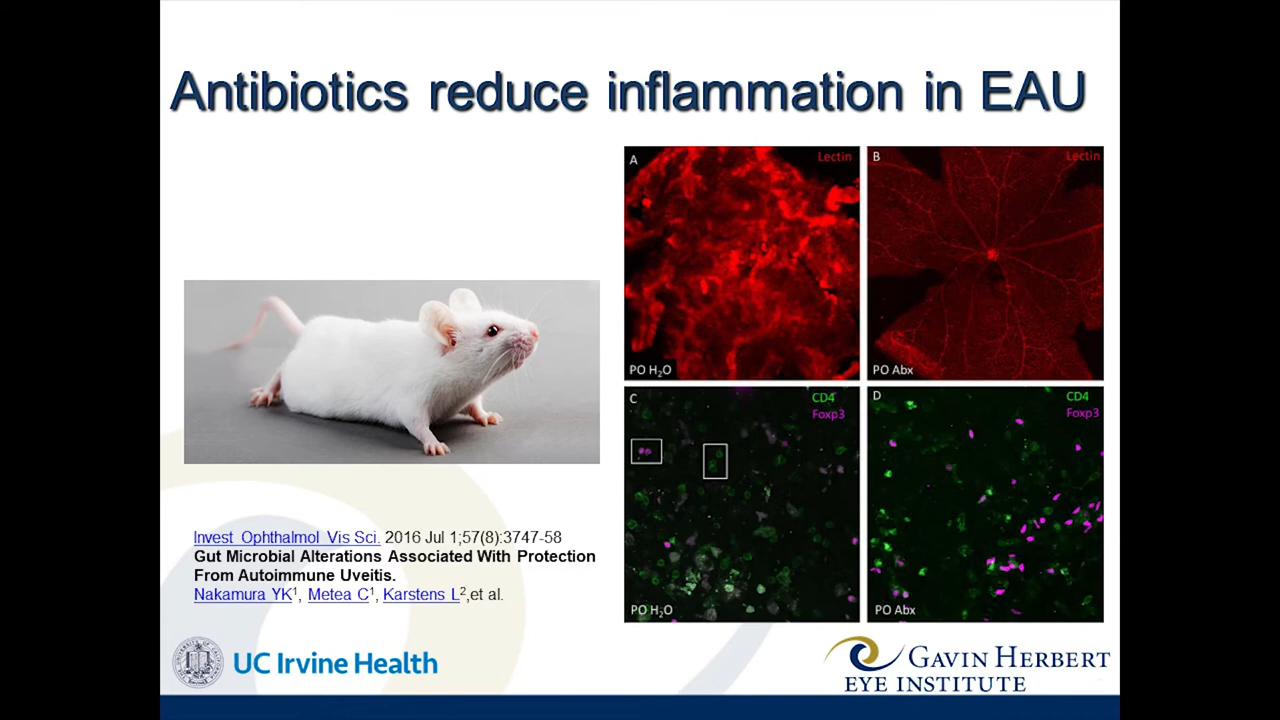 Antibiotics reduce inflammation in EAU
A
Lectin
B
Lectin
PO H2O
PO Abx
C
CD4
Foxp3
D
CD4
Foxp3
PO H2O
PO Abx
Invest Ophthalmol Vis Sci. 2016 Jul 1;57(8):3747-58
Gut Microbial Alterations Associated With Protection
From Autoimmune Uveitis.
Nakamura YK1, Metea C1, Karstens L2,et al.
UC Irvine Health
GAVIN HERBERT
EYE INSTITUTE